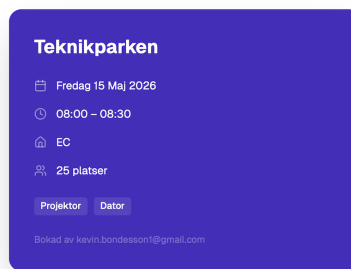 Teknikparken
Fredag 15 Maj 2026
08:00 – 08:30
EC
25 platser
Projektor Dator
Bokad av kevin.bondesson1@gmail.com